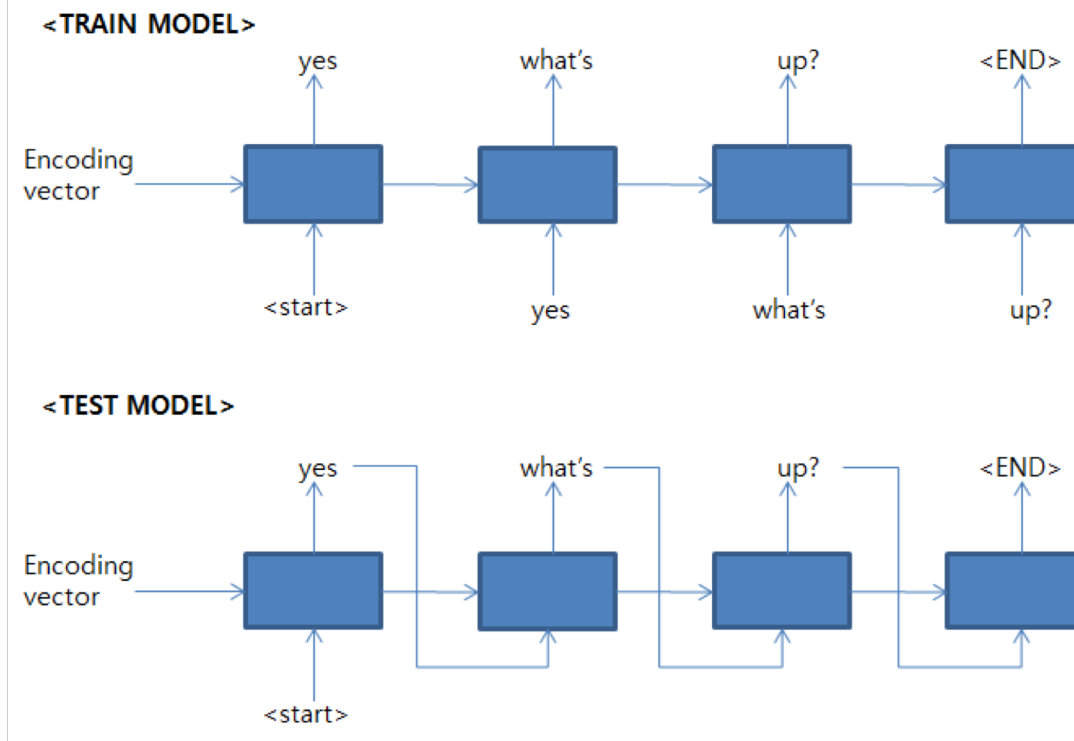 <TRAIN MODEL>
yes what's up? <END>
Encoding
vector
<start> yes what's up?
<TEST MODEL>
yes what's up? <END>
Encoding
vector
<start>